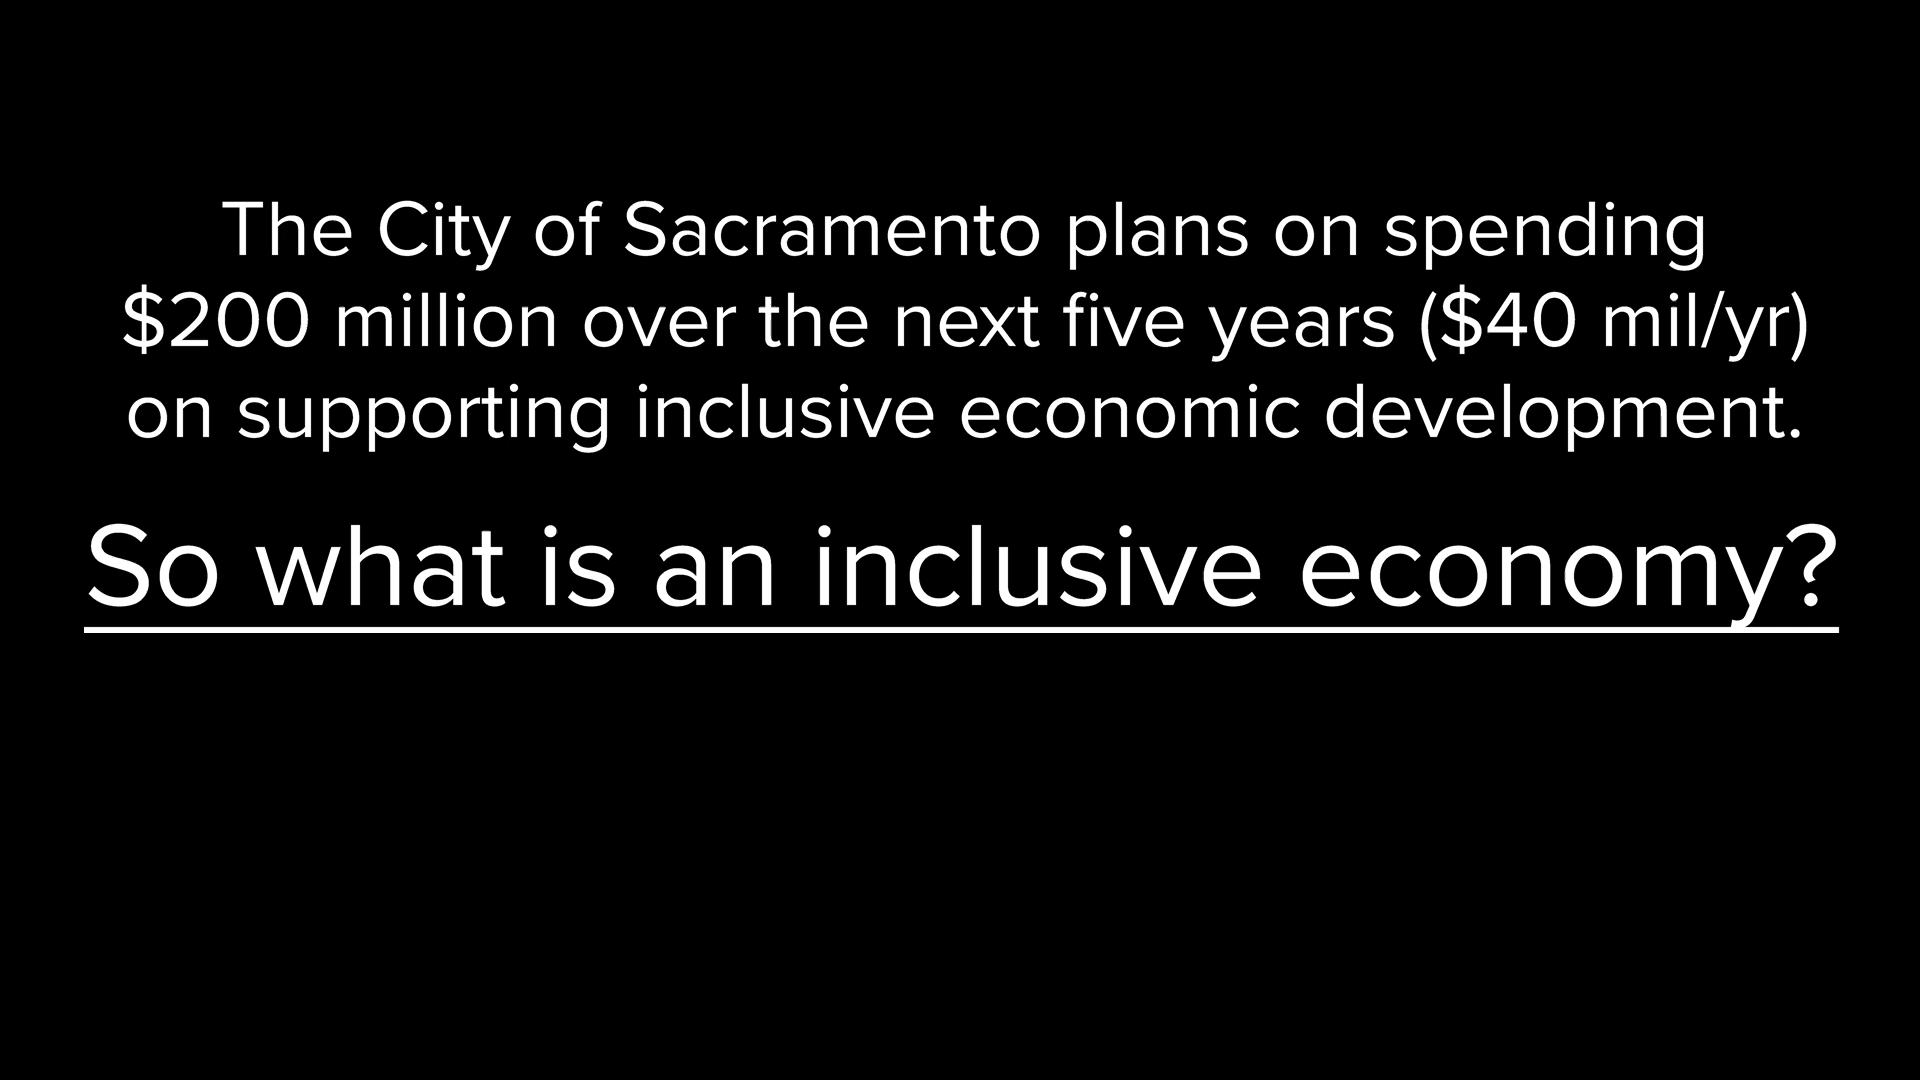 The City of Sacramento plans on spending
$200 million over the next five years ($40 mil/yr)
on supporting inclusive economic development.
So what is an inclusive economy?